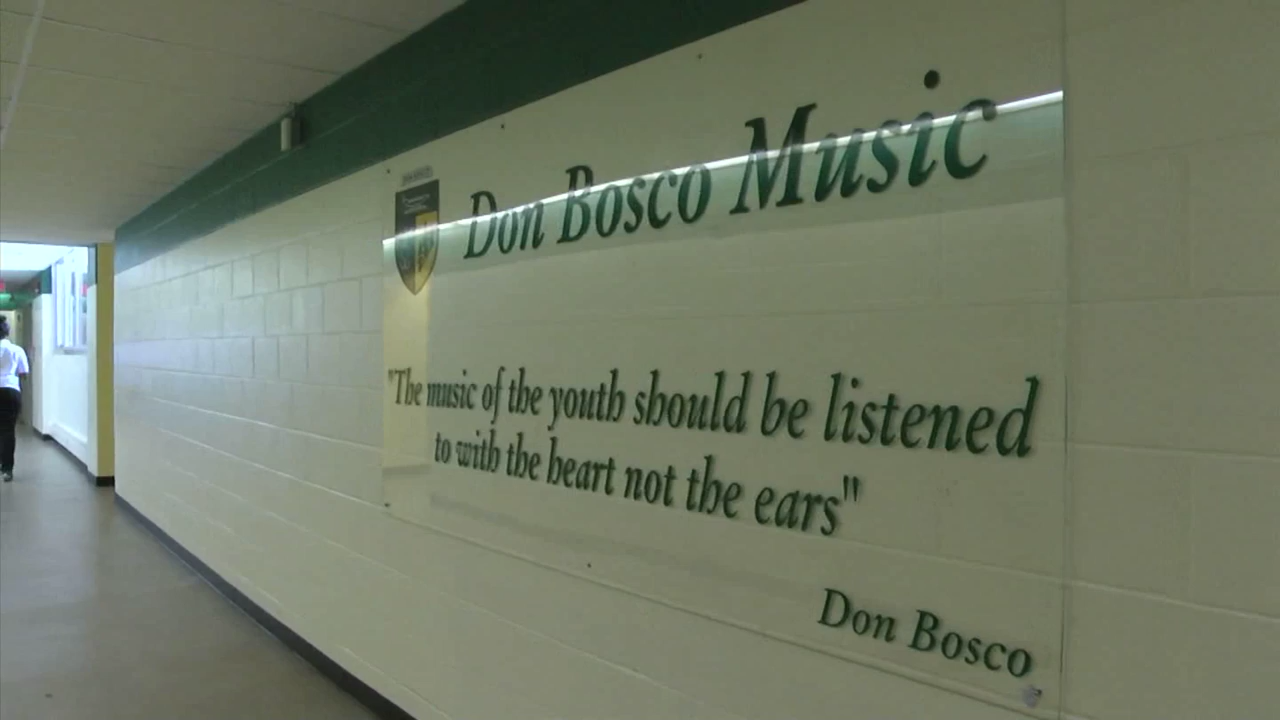 Don Bosco Music
"The music of the youth should be listened
to with the heart not the ears"
Don Bosco